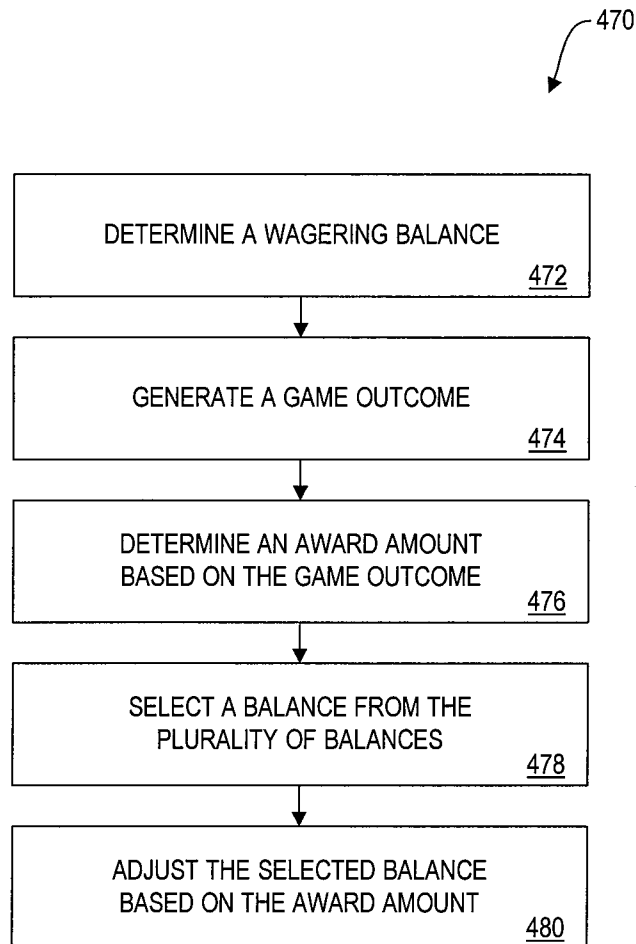 470
DETERMINE A WAGERING BALANCE
472
GENERATE A GAME OUTCOME
474
DETERMINE AN AWARD AMOUNT
BASED ON THE GAME OUTCOME
476
SELECT A BALANCE FROM THE
PLURALITY OF BALANCES
478
ADJUST THE SELECTED BALANCE
BASED ON THE AWARD AMOUNT
480